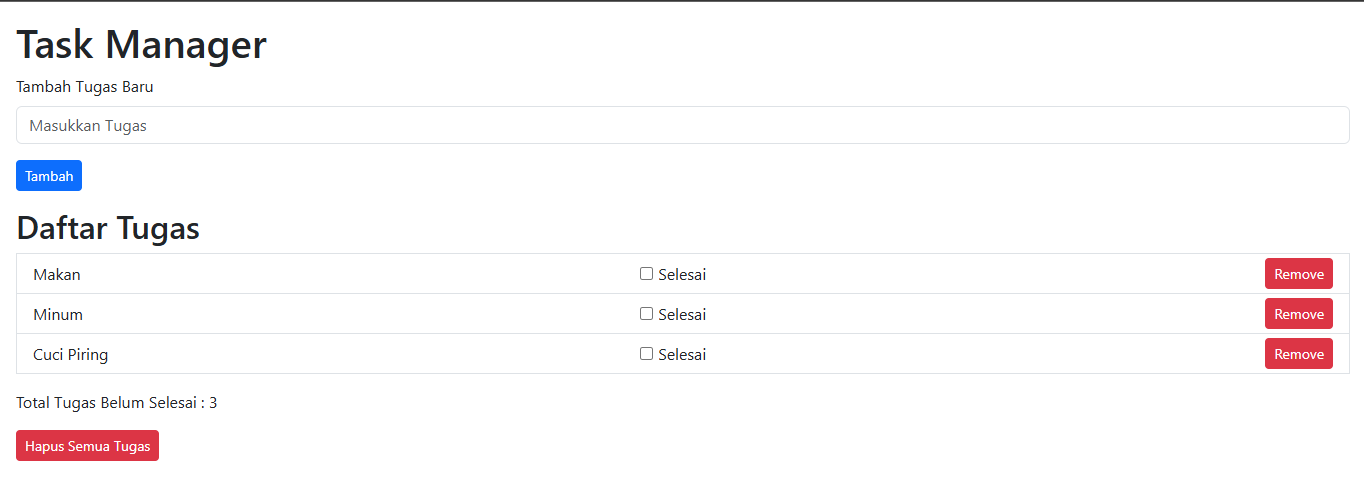 Task Manager
Tambah Tugas Baru
Masukkan Tugas
Tambah
Daftar Tugas
Makan Selesai Remove
Minum Selesai Remove
Cuci Piring Selesai Remove
Total Tugas Belum Selesai : 3
Hapus Semua Tugas